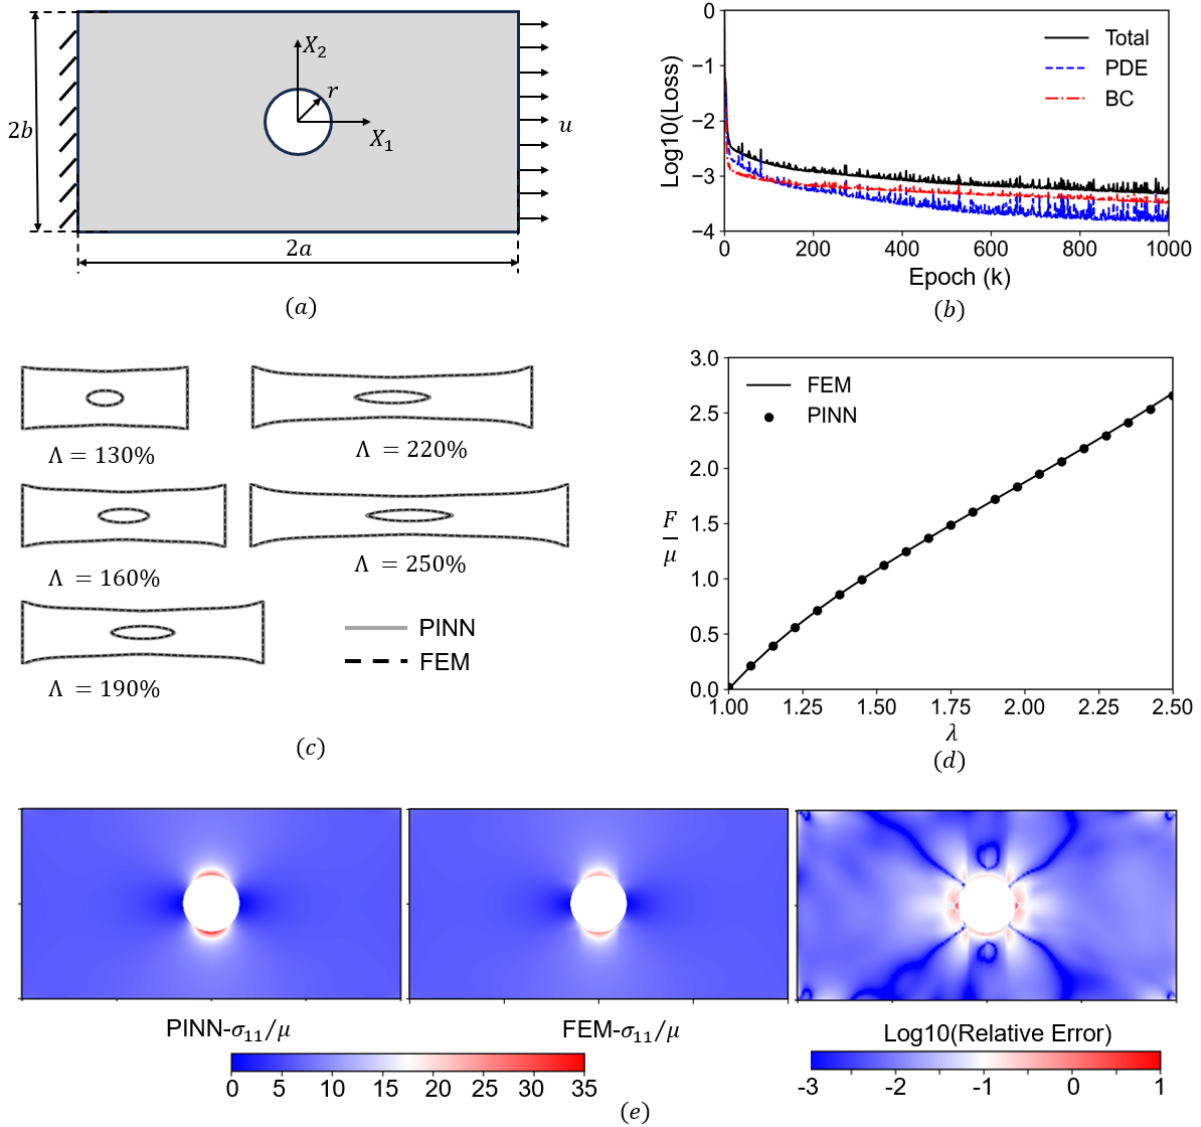 X₂
r
X₁
2b
u
2a
(a)
0
−1
−2
−3
−4
Log10(Loss)
Total
PDE
BC
0 200 400 600 800 1000
Epoch (k)
(b)
Λ = 130%
Λ = 220%
Λ = 160%
Λ = 250%
Λ = 190%
PINN
FEM
(c)
3.0
2.5
2.0
1.5
1.0
0.5
0.0
F
μ
FEM
PINN
1.00 1.25 1.50 1.75 2.00 2.25 2.50
λ
(d)
PINN-σ₁₁/μ
FEM-σ₁₁/μ
Log10(Relative Error)
0 5 10 15 20 25 30 35
-3 -2 -1 0 1
(e)